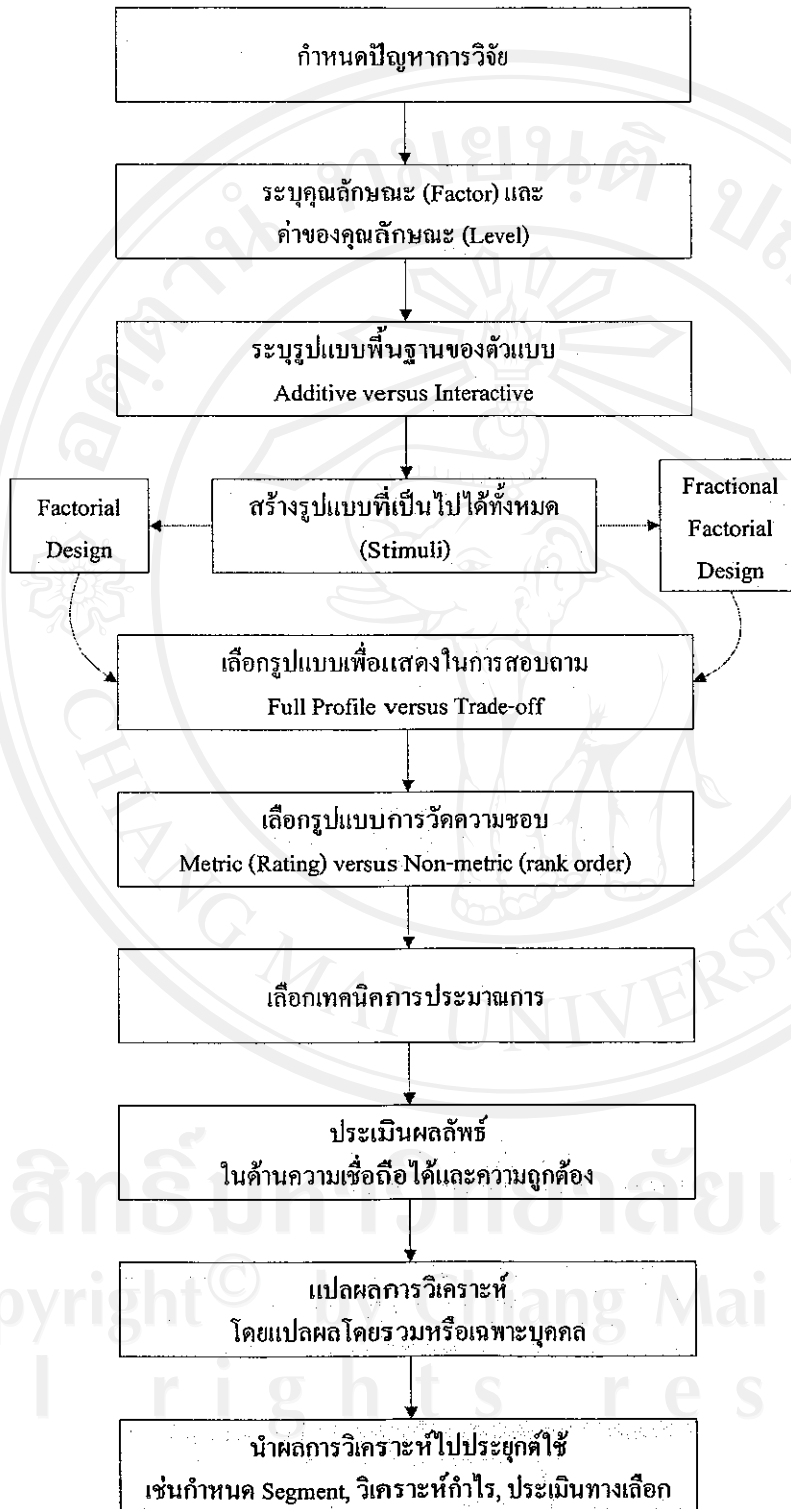 กำหนดปัญหาการวิจัย
ระบุคุณลักษณะ (Factor) และ
ค่าของคุณลักษณะ (Level)
ระบุรูปแบบพื้นฐานของตัวแบบ
Additive versus Interactive
Factorial
Design
สร้างรูปแบบที่เป็นไปได้ทั้งหมด
(Stimuli)
Fractional
Factorial
Design
เลือกรูปแบบเพื่อแสดงในการสอบถาม
Full Profile versus Trade-off
เลือกรูปแบบการวัดความชอบ
Metric (Rating) versus Non-metric (rank order)
เลือกเทคนิคการประมาณการ
ประเมินผลลัพธ์
ในด้านความเชื่อถือได้และความถูกต้อง
แปลผลการวิเคราะห์
โดยแปลผลโดยรวมหรือเฉพาะบุคคล
นำผลการวิเคราะห์ไปประยุกต์ใช้
เช่นกำหนด Segment, วิเคราะห์กำไร, ประเมินทางเลือก
CHIANG MAI UNIVERSIT
pyright © by Chiang Mai
l rights res